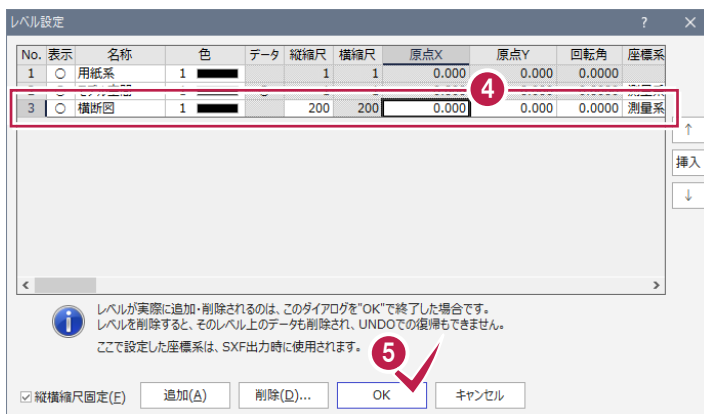 レベル設定 ? ×
No. 表示 名称 色 データ 縦縮尺 横縮尺 原点X 原点Y 回転角 座標系
1 ○ 用紙系 1 1 1 0.000 0.000 0.0000
4
3 ○ 横断図 1 200 200 0.000 0.000 0.0000 測量系
↑
挿入
↓
< >
レベルが実際に追加・削除されるのは、このダイアログを"OK"で終了した場合です。
レベルを削除すると、そのレベル上のデータも削除され、UNDOでの復帰もできません。
ここで設定した座標系は、SXF出力時に使用されます。
5
縦横縮尺固定(F) 追加(A) 削除(D)... OK キャンセル